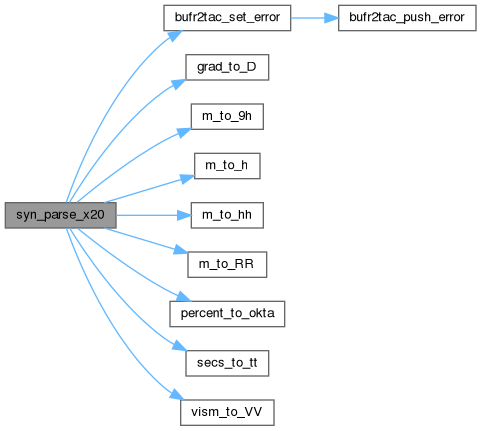 bufr2tac_set_error
bufr2tac_push_error
grad_to_D
m_to_9h
m_to_h
syn_parse_x20
m_to_hh
m_to_RR
percent_to_okta
secs_to_tt
vism_to_VV